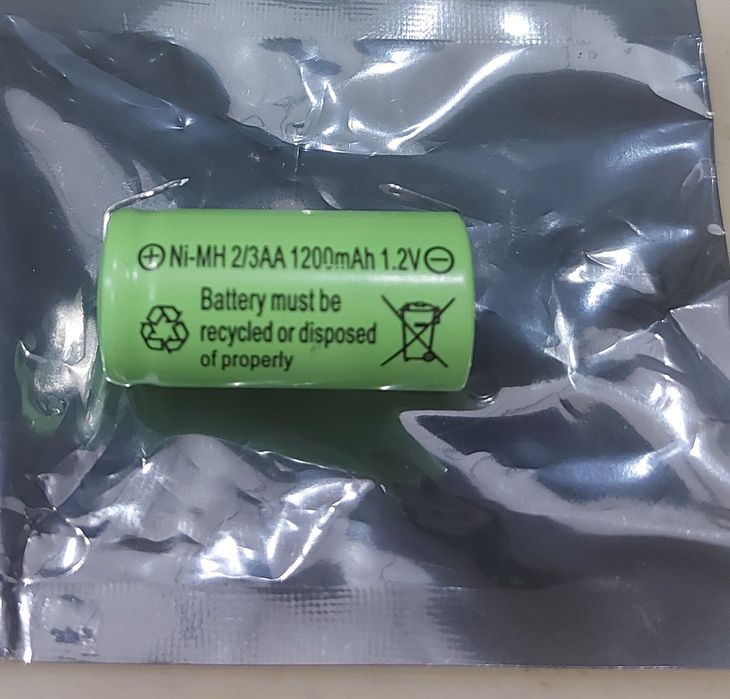 ⊕ Ni-MH 2/3AA 1200mAh 1.2V ⊖
Battery must be
recycled or disposed
of properly